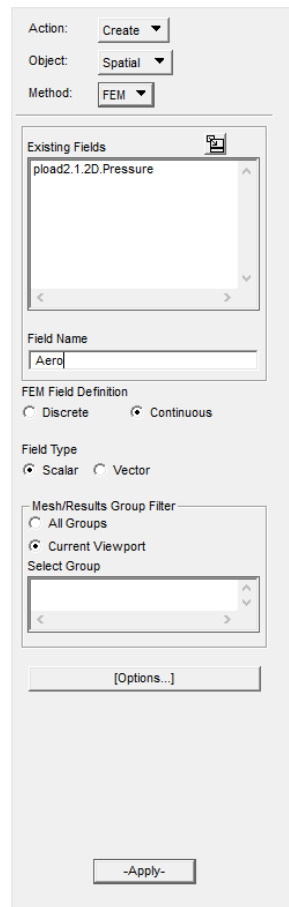 Action: Create
Object: Spatial
Method: FEM
Existing Fields
pload2.1.2D.Pressure
Field Name
Aero
FEM Field Definition
Discrete Continuous
Field Type
Scalar Vector
Mesh/Results Group Filter
All Groups
Current Viewport
Select Group
[Options...]
-Apply-